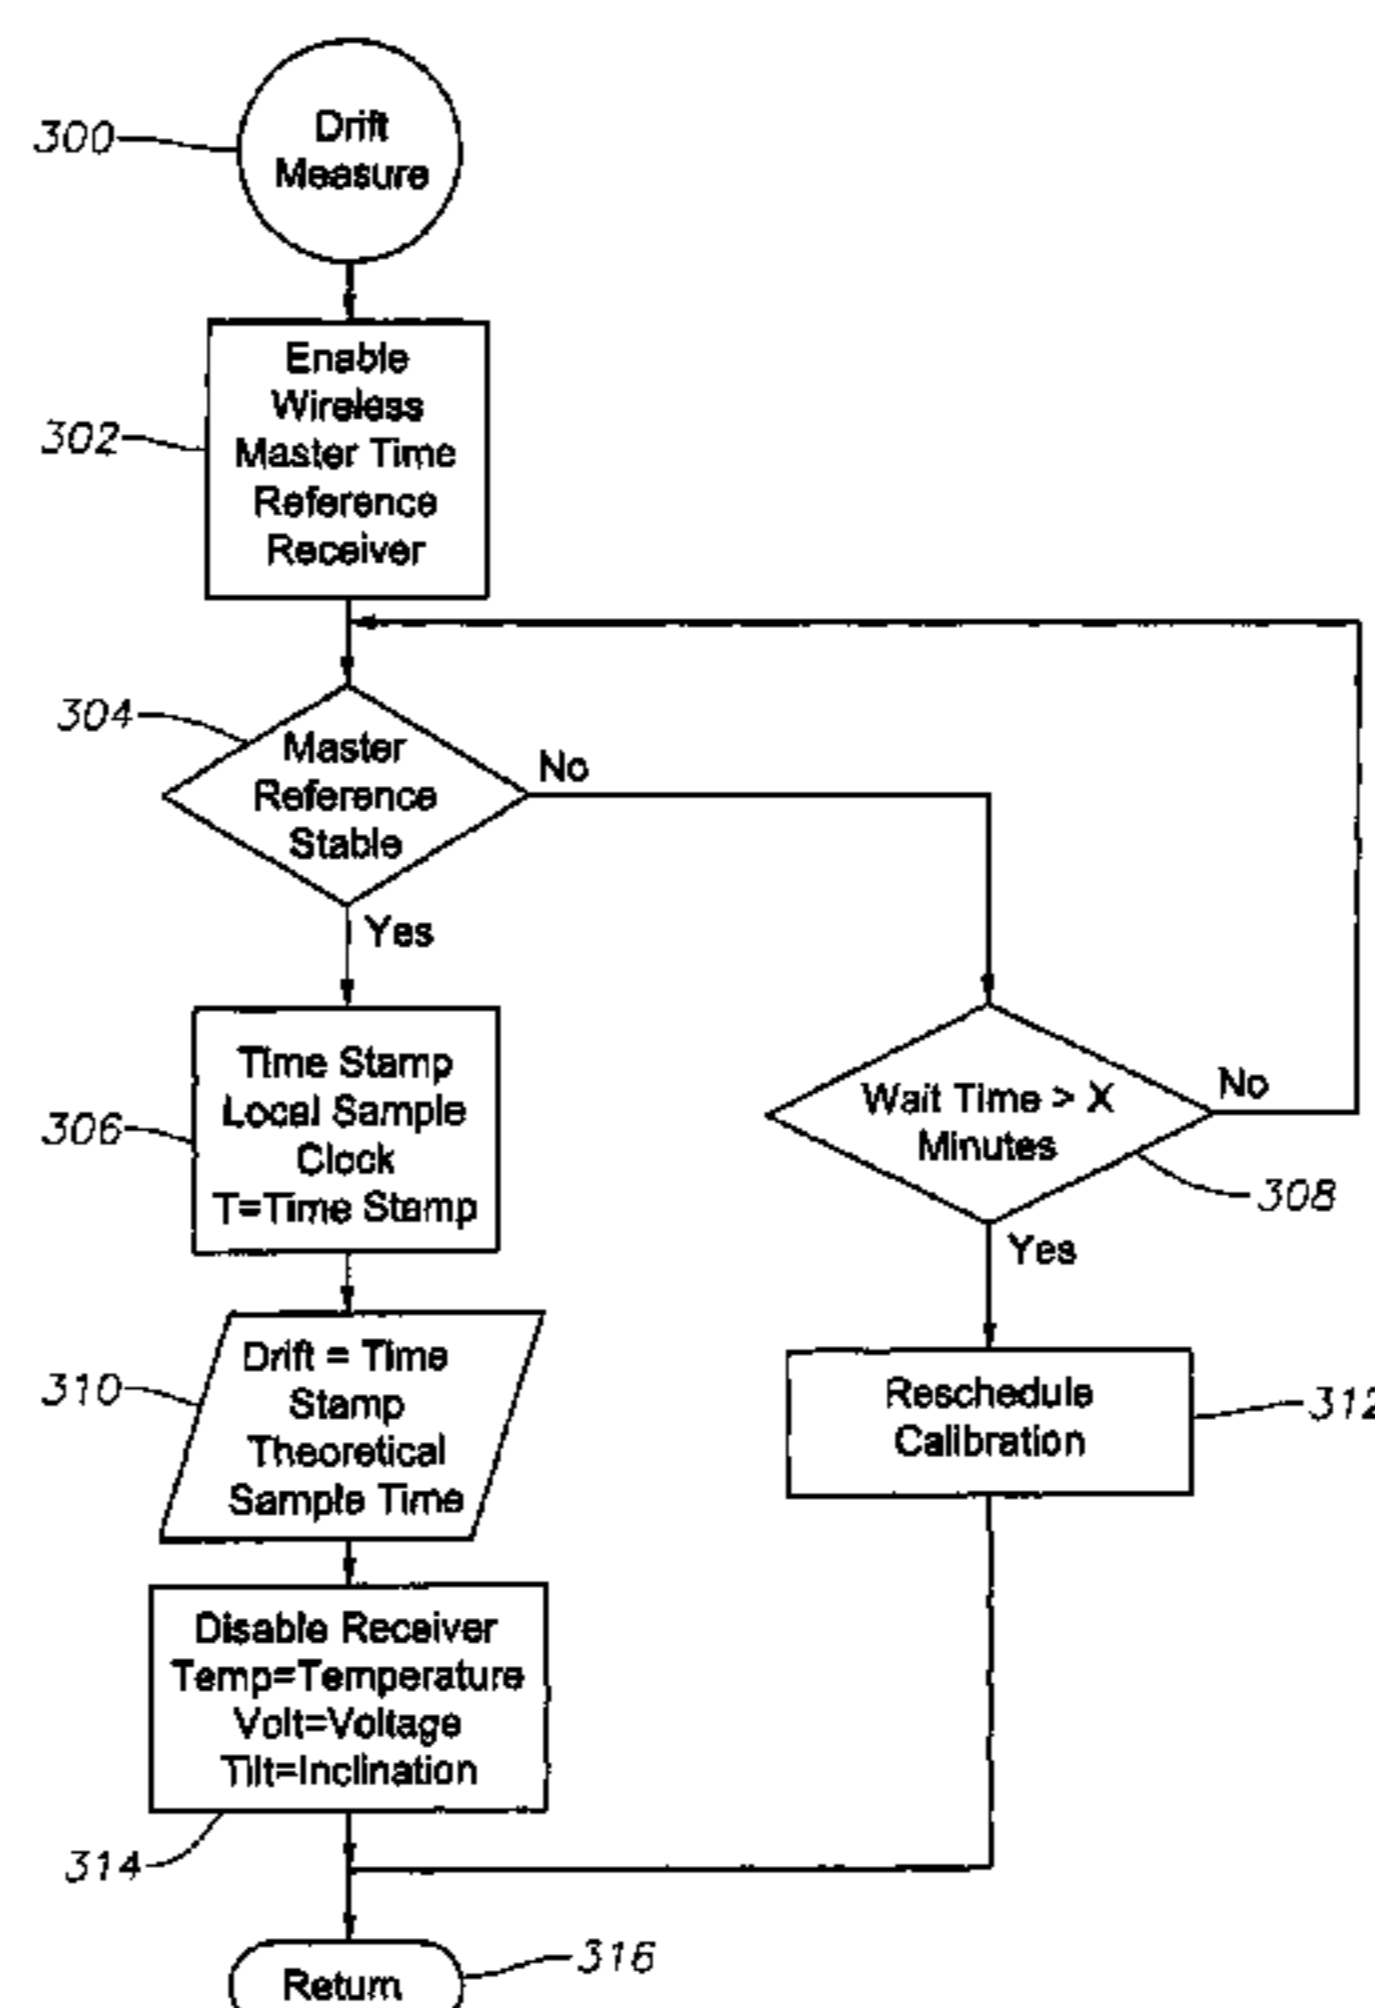 300
Drift
Measure
302
Enable
Wireless
Master Time
Reference
Receiver
304
Master
Reference
Stable
No
Yes
306
Time Stamp
Local Sample
Clock
T=Time Stamp
Wait Time > X
Minutes
No
308
Yes
310
Drift = Time
Stamp
Theoretical
Sample Time
Reschedule
Calibration
312
Disable Receiver
Temp=Temperature
Volt=Voltage
Tilt=Inclination
314
Return
316